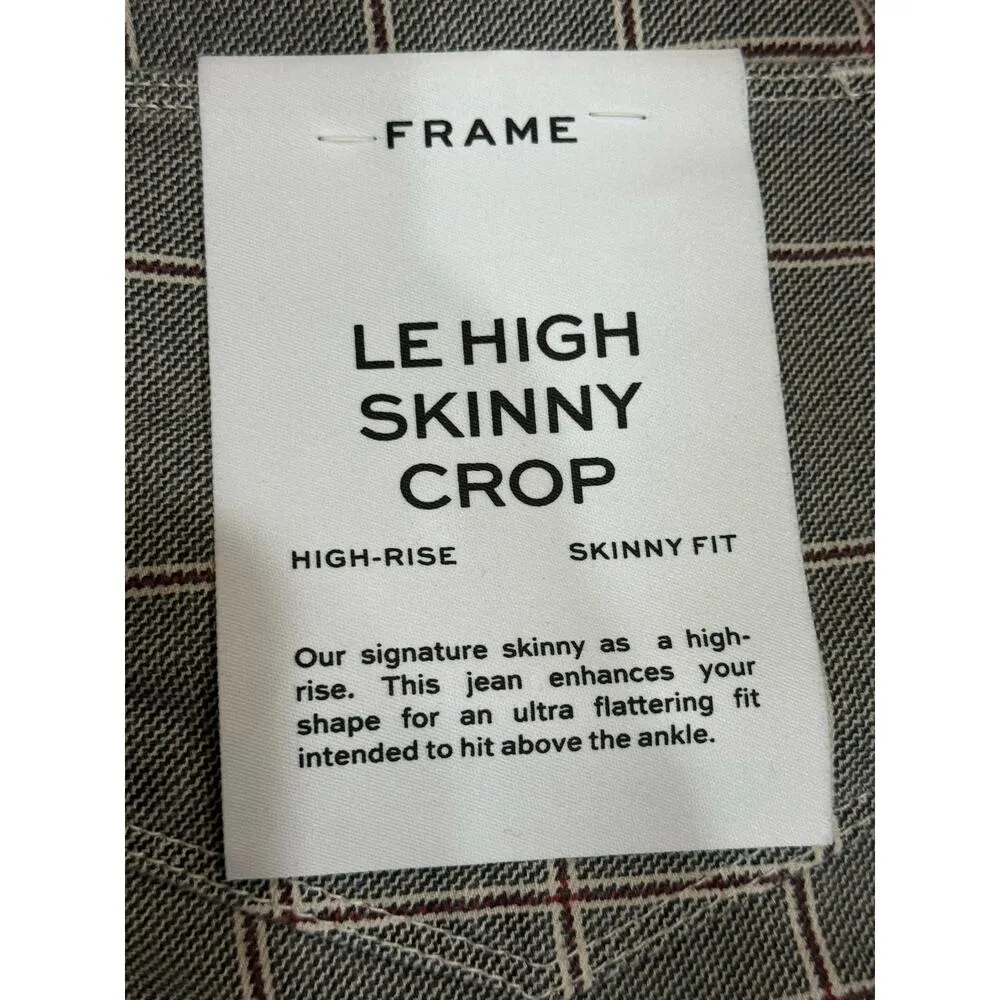 FRAME
LE HIGH
SKINNY
CROP
HIGH-RISE SKINNY FIT
Our signature skinny as a high-
rise. This jean enhances your
shape for an ultra flattering fit
intended to hit above the ankle.